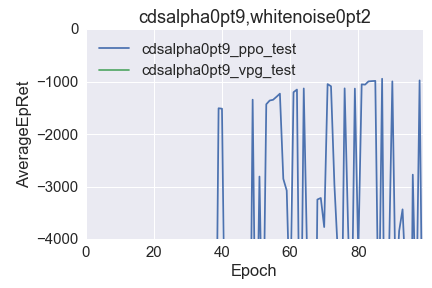 cdsalpha0pt9,whitenoise0pt2
0
cdsalpha0pt9_ppo_test
cdsalpha0pt9_vpg_test
−1000
−2000
−3000
−4000
AverageEpRet
0 20 40 60 80
Epoch